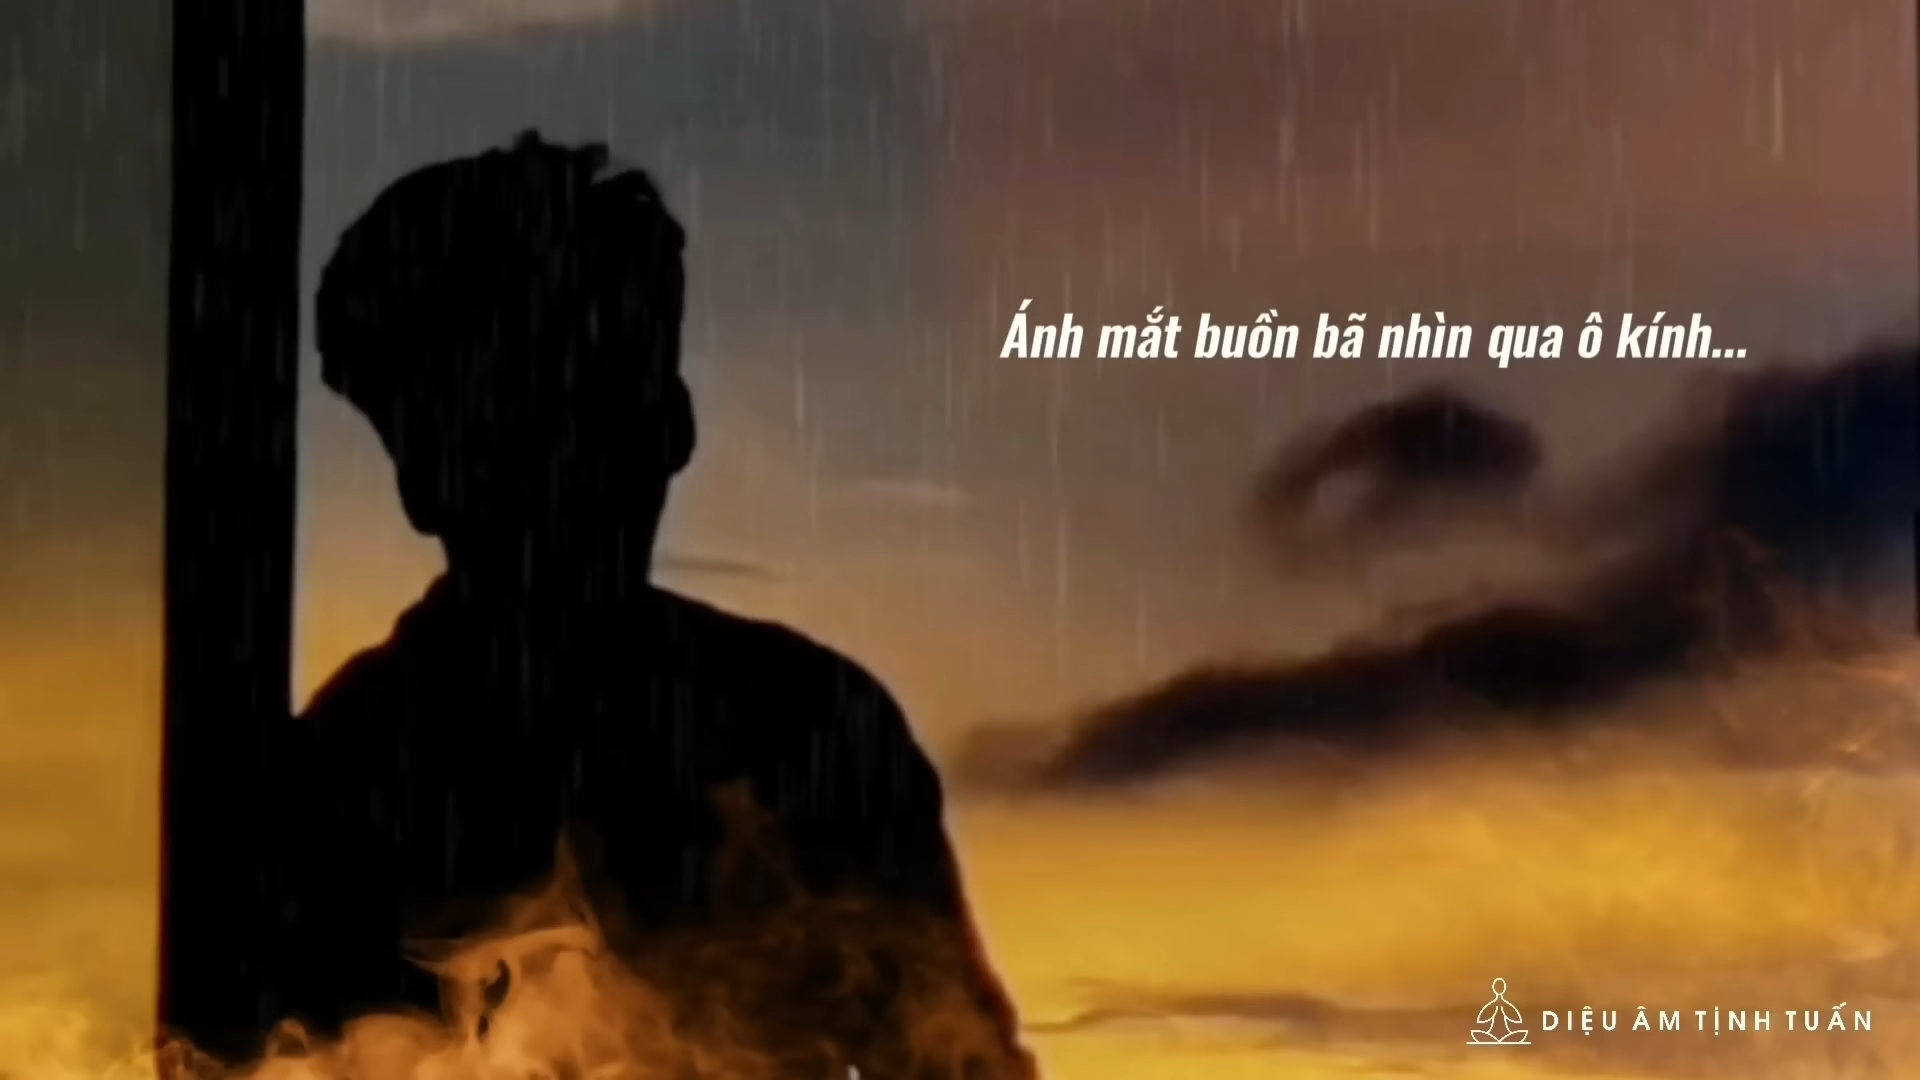 Ánh mắt buồn bã nhìn qua ô kính...
DIỆU ÂM TỊNH TUẤN